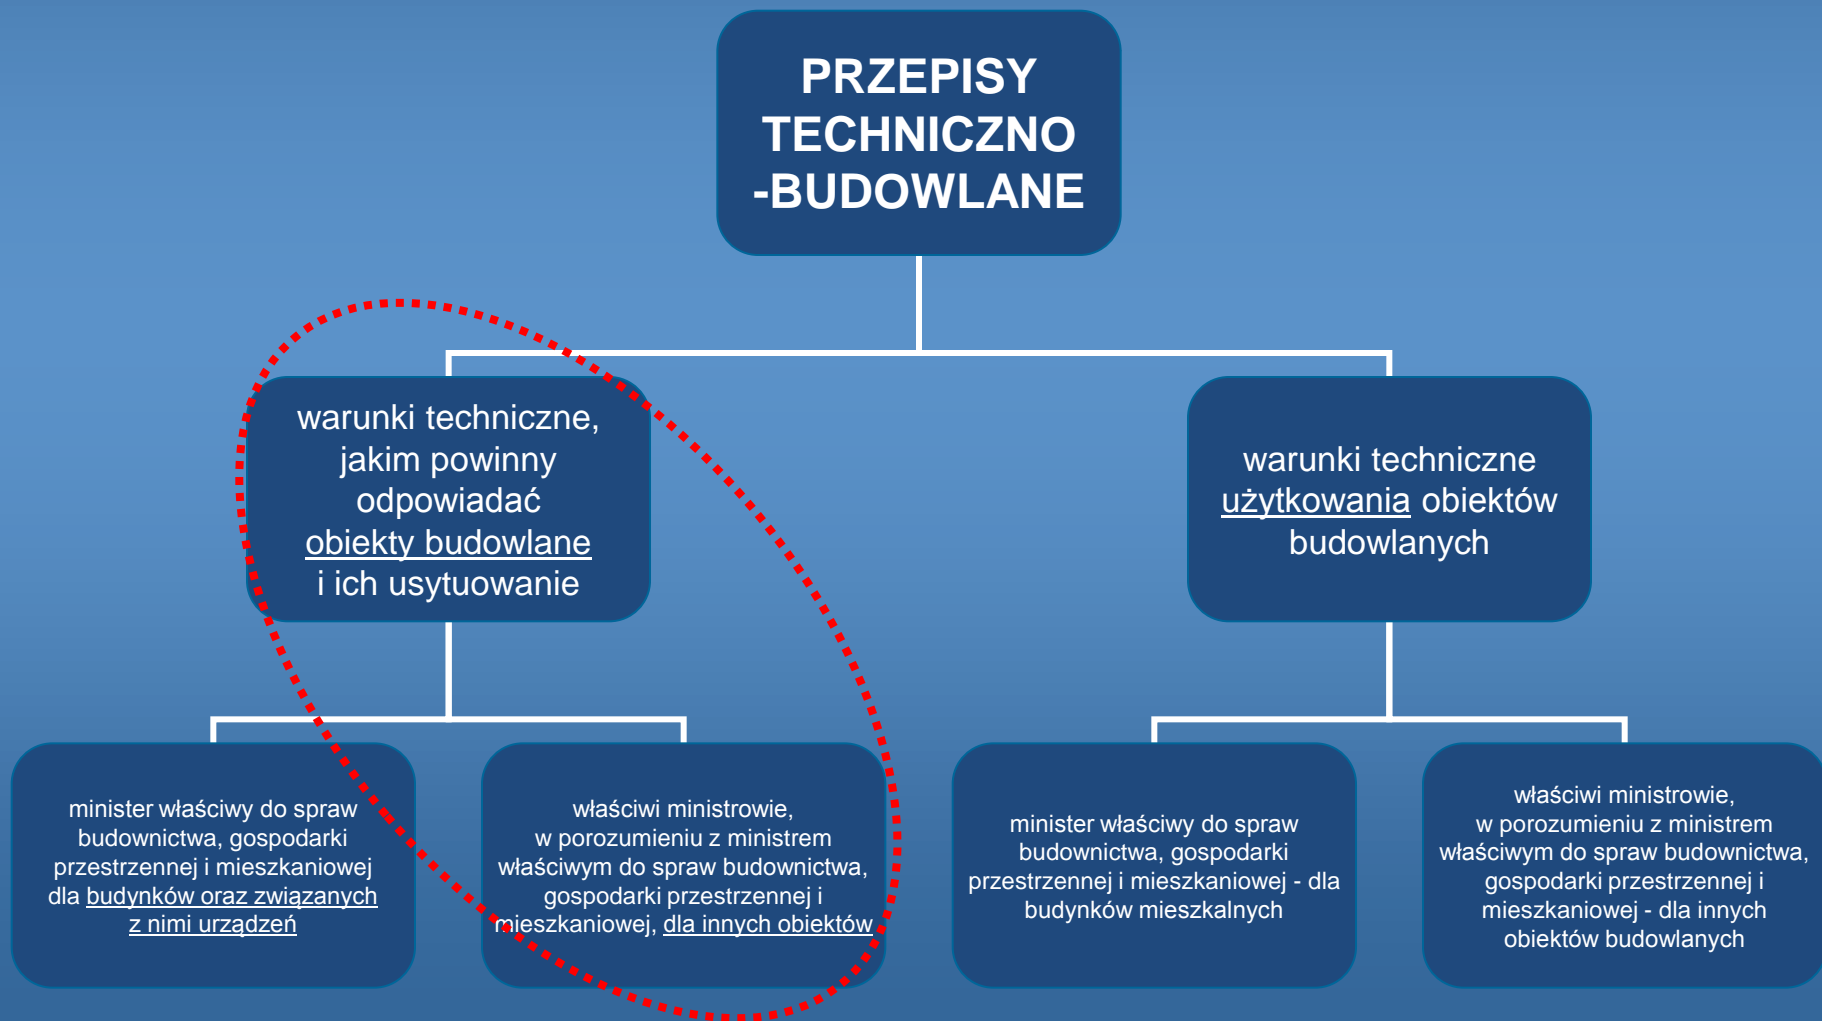 PRZEPISY
TECHNICZNO
-BUDOWLANE
warunki techniczne,
jakim powinny
odpowiadać
obiekty budowlane
i ich usytuowanie
warunki techniczne
użytkowania obiektów
budowlanych
minister właściwy do spraw
budownictwa, gospodarki
przestrzennej i mieszkaniowej
dla budynków oraz związanych
z nimi urządzeń
właściwi ministrowie,
w porozumieniu z ministrem
właściwym do spraw budownictwa,
gospodarki przestrzennej i
mieszkaniowej, dla innych obiektów
minister właściwy do spraw
budownictwa, gospodarki
przestrzennej i mieszkaniowej - dla
budynków mieszkalnych
właściwi ministrowie,
w porozumieniu z ministrem
właściwym do spraw budownictwa,
gospodarki przestrzennej i
mieszkaniowej - dla innych
obiektów budowlanych